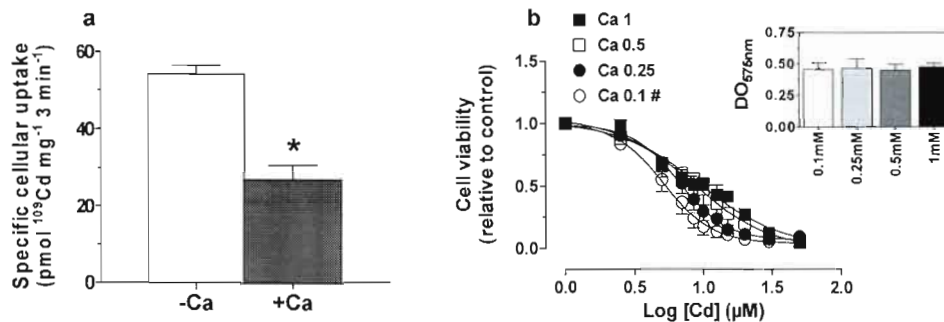 a
Specific cellular uptake
(pmol ¹⁰⁹Cd mg⁻¹ 3 min⁻¹)
60
40
20
0
*
-Ca
+Ca
b
Ca 1
Ca 0.5
Ca 0.25
Ca 0.1 #
Cell viability
(relative to control)
1.5
1.0
0.5
0.0
0.0
0.5
1.0
1.5
2.0
Log [Cd] (µM)
DO575nm
0.75
0.50
0.25
0.00
0.1mM
0.25mM
0.5mM
1mM